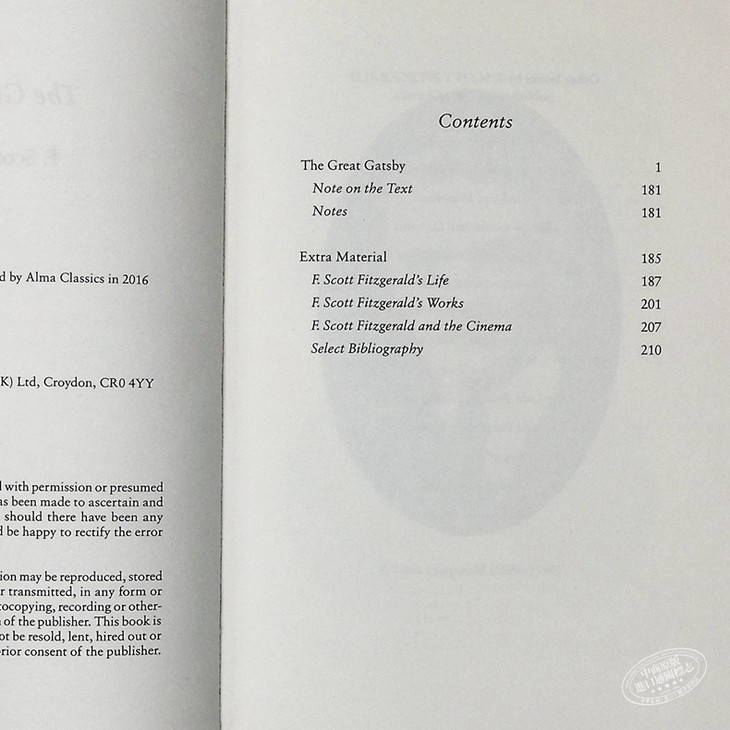 d by Alma Classics in 2016
K) Ltd, Croydon, CR0 4YY
l with permission or presumed
as been made to ascertain and
should there have been any
d be happy to rectify the error
ion may be reproduced, stored
r transmitted, in any form or
tocopying, recording or other-
of the publisher. This book is
ot be resold, lent, hired out or
rior consent of the publisher.
Contents
The Great Gatsby 1
Note on the Text 181
Notes 181
Extra Material 185
F. Scott Fitzgerald's Life 187
F. Scott Fitzgerald's Works 201
F. Scott Fitzgerald and the Cinema 207
Select Bibliography 210